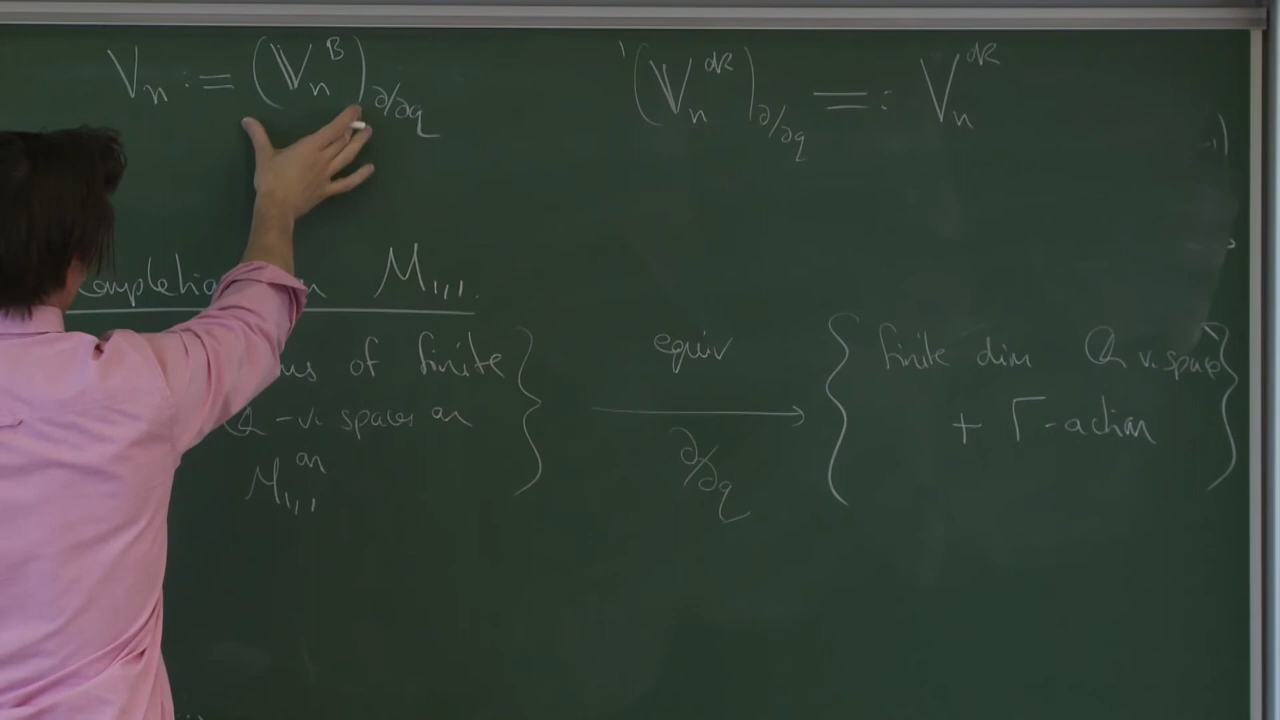 V_n := (𝕍_n^B)_{∂/∂q}
(𝕍_n^{dR})_{∂/∂q} =: V_n^{dR}
M_{1,1}.
of finite
ℚ-v. spaces on
M_{1,1}^{an}
equiv
∂/∂q
{ finite dim ℚ v. spaces
+ Γ-action }